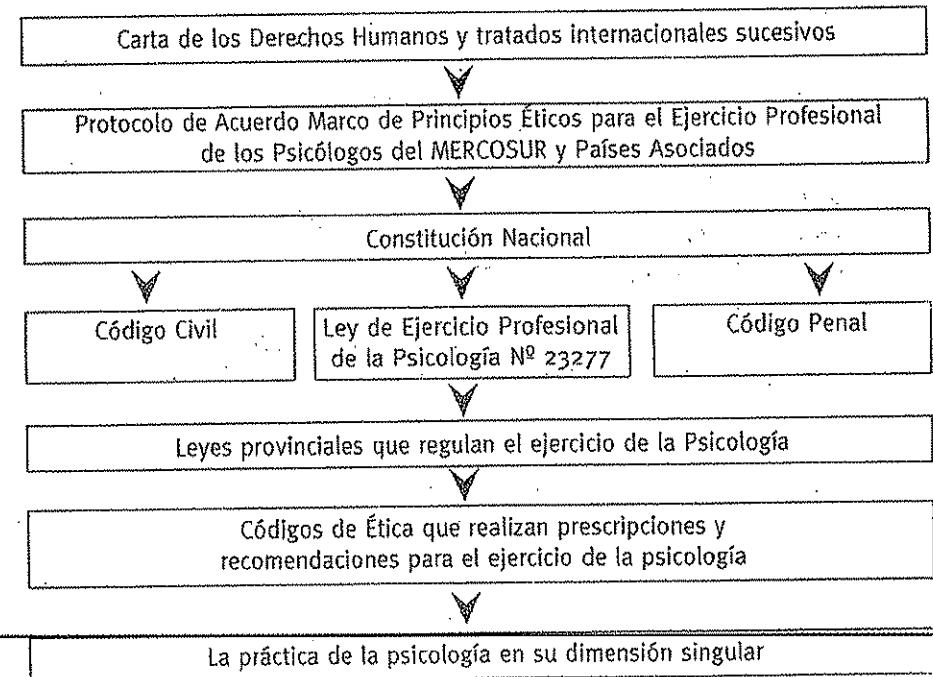 Carta de los Derechos Humanos y tratados internacionales sucesivos
Protocolo de Acuerdo Marco de Principios Éticos para el Ejercicio Profesional
de los Psicólogos del MERCOSUR y Países Asociados
Constitución Nacional
Código Civil
Ley de Ejercicio Profesional
de la Psicología Nº 23277
Código Penal
Leyes provinciales que regulan el ejercicio de la Psicología
Códigos de Ética que realizan prescripciones y
recomendaciones para el ejercicio de la psicología
La práctica de la psicología en su dimensión singular